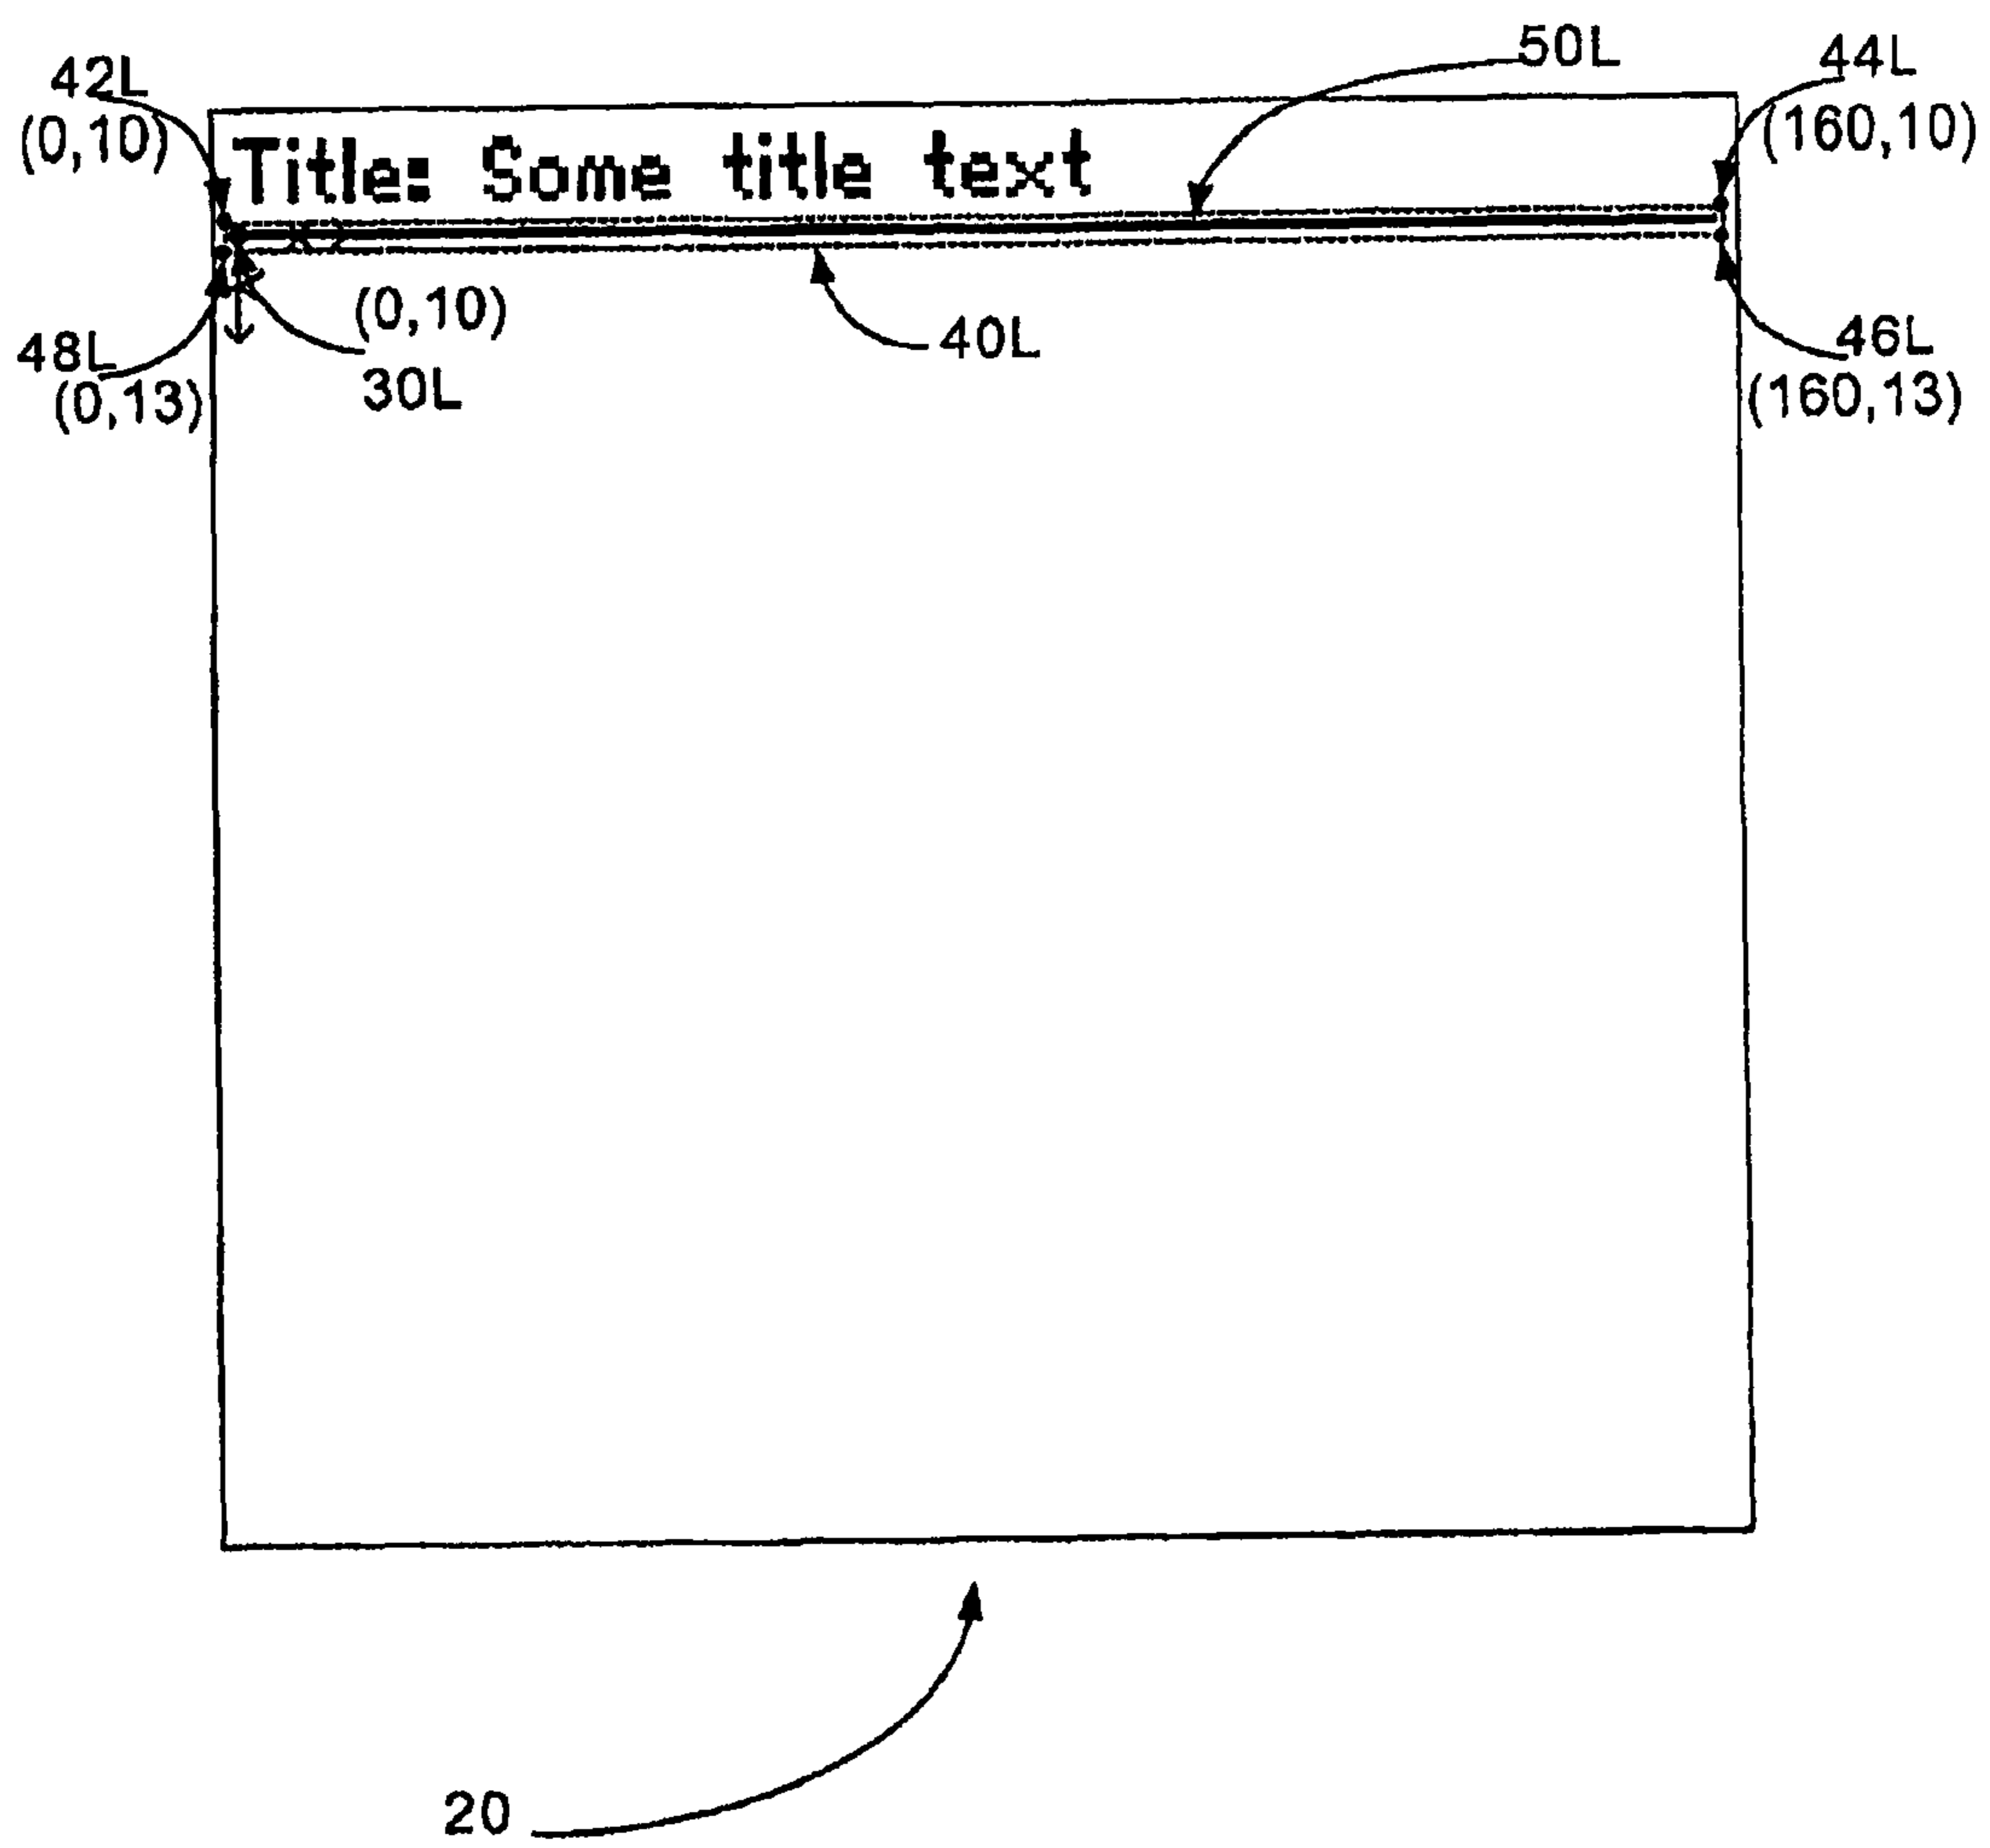 42L
(0,10)
50L
44L
(160,10)
Title: Some title text
48L
(0,13)
(0,10)
30L
40L
46L
(160,13)
20